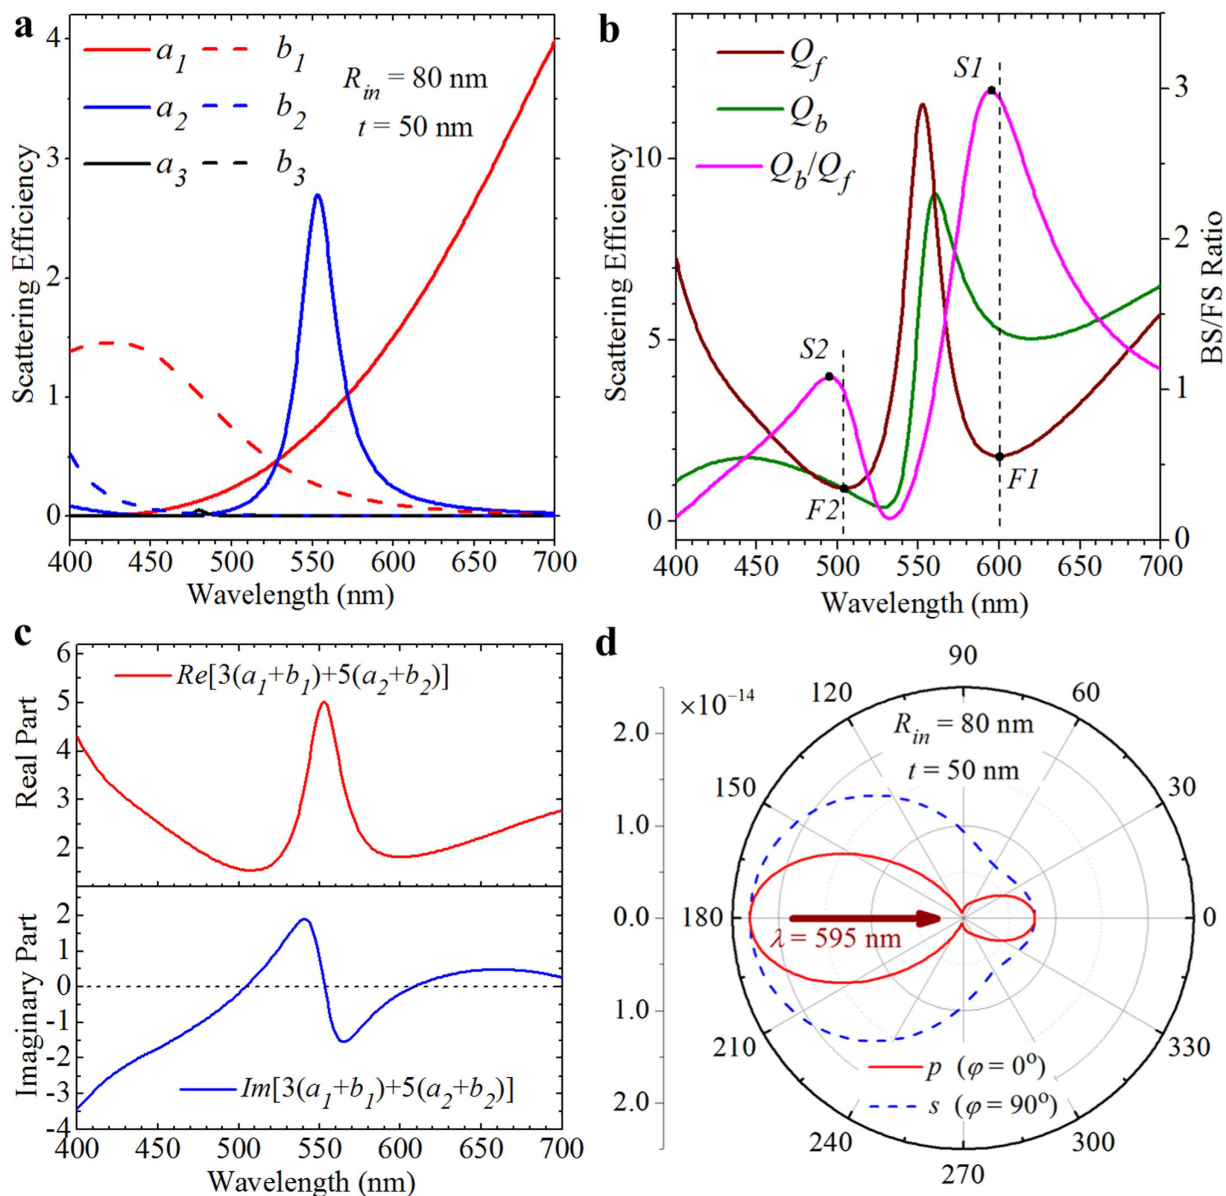 a
a1 b1
a2 b2
a3 b3
Rin = 80 nm
t = 50 nm
Scattering Efficiency
4
3
2
1
0
400 450 500 550 600 650 700
Wavelength (nm)
b
Qf
Qb
Qb/Qf
S1
S2
F1
F2
Scattering Efficiency
10
5
0
BS/FS Ratio
3
2
1
0
400 450 500 550 600 650 700
Wavelength (nm)
c
Re[3(a1+b1)+5(a2+b2)]
Real Part
6
5
4
3
2
Im[3(a1+b1)+5(a2+b2)]
Imaginary Part
2
1
0
-1
-2
-3
-4
400 450 500 550 600 650 700
Wavelength (nm)
d
×10−14
2.0
1.0
0.0
1.0
2.0
90
120 60
150 30
180 0
210 330
240 300
270
Rin = 80 nm
t = 50 nm
λ = 595 nm
p (φ = 0o)
s (φ = 90o)